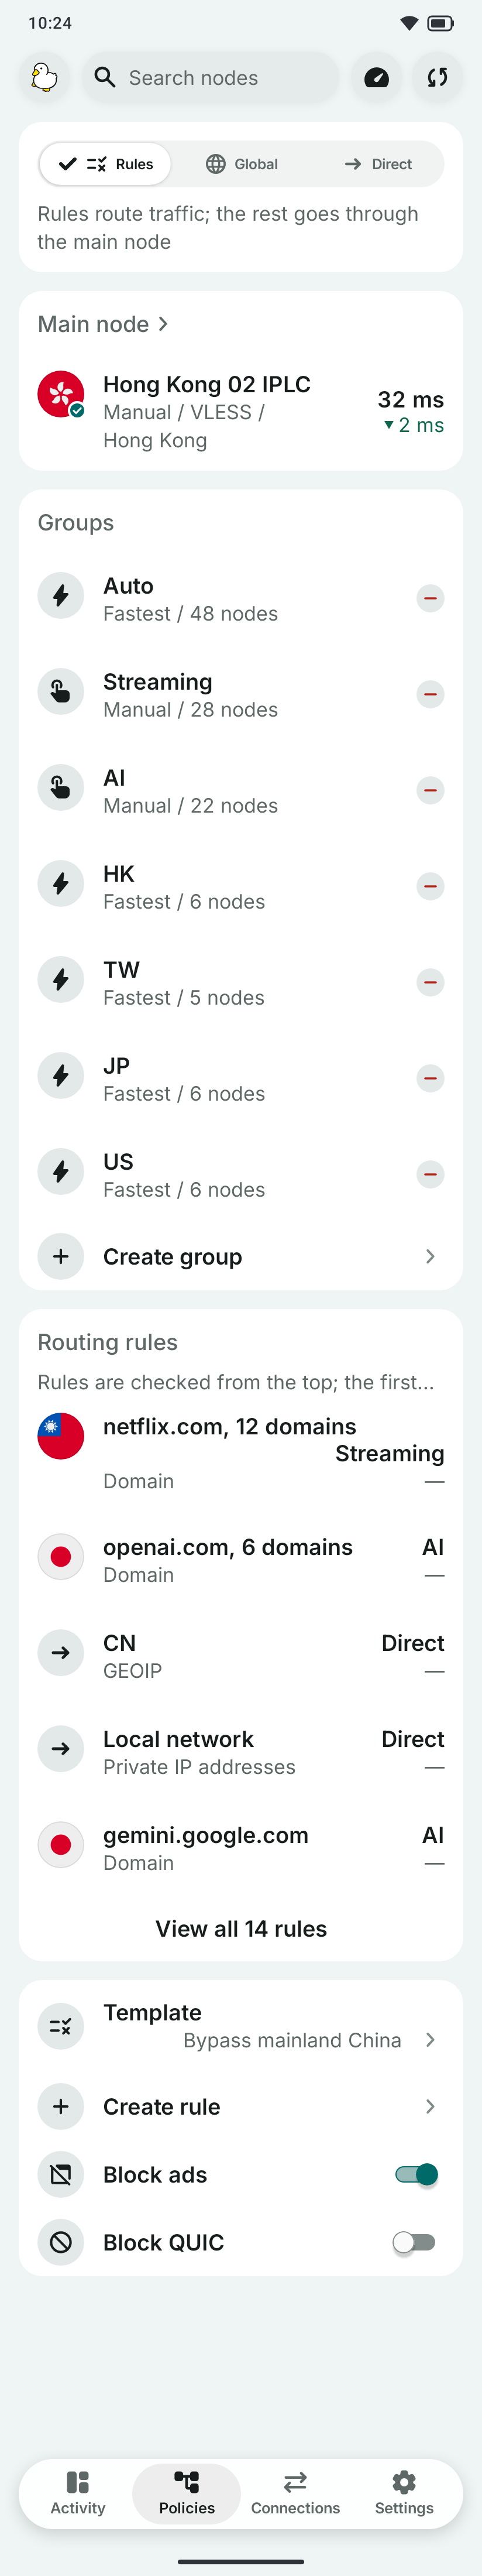 10:24
Search nodes
Rules
Global
Direct
Rules route traffic; the rest goes through
the main node
Main node
Hong Kong 02 IPLC
Manual / VLESS /
Hong Kong
32 ms
▼2 ms
Groups
Auto
Fastest / 48 nodes
Streaming
Manual / 28 nodes
AI
Manual / 22 nodes
HK
Fastest / 6 nodes
TW
Fastest / 5 nodes
JP
Fastest / 6 nodes
US
Fastest / 6 nodes
Create group
Routing rules
Rules are checked from the top; the first...
netflix.com, 12 domains
Streaming
Domain
—
openai.com, 6 domains
AI
Domain
—
CN
Direct
GEOIP
—
Local network
Direct
Private IP addresses
—
gemini.google.com
AI
Domain
—
View all 14 rules
Template
Bypass mainland China
Create rule
Block ads
Block QUIC
Activity
Policies
Connections
Settings